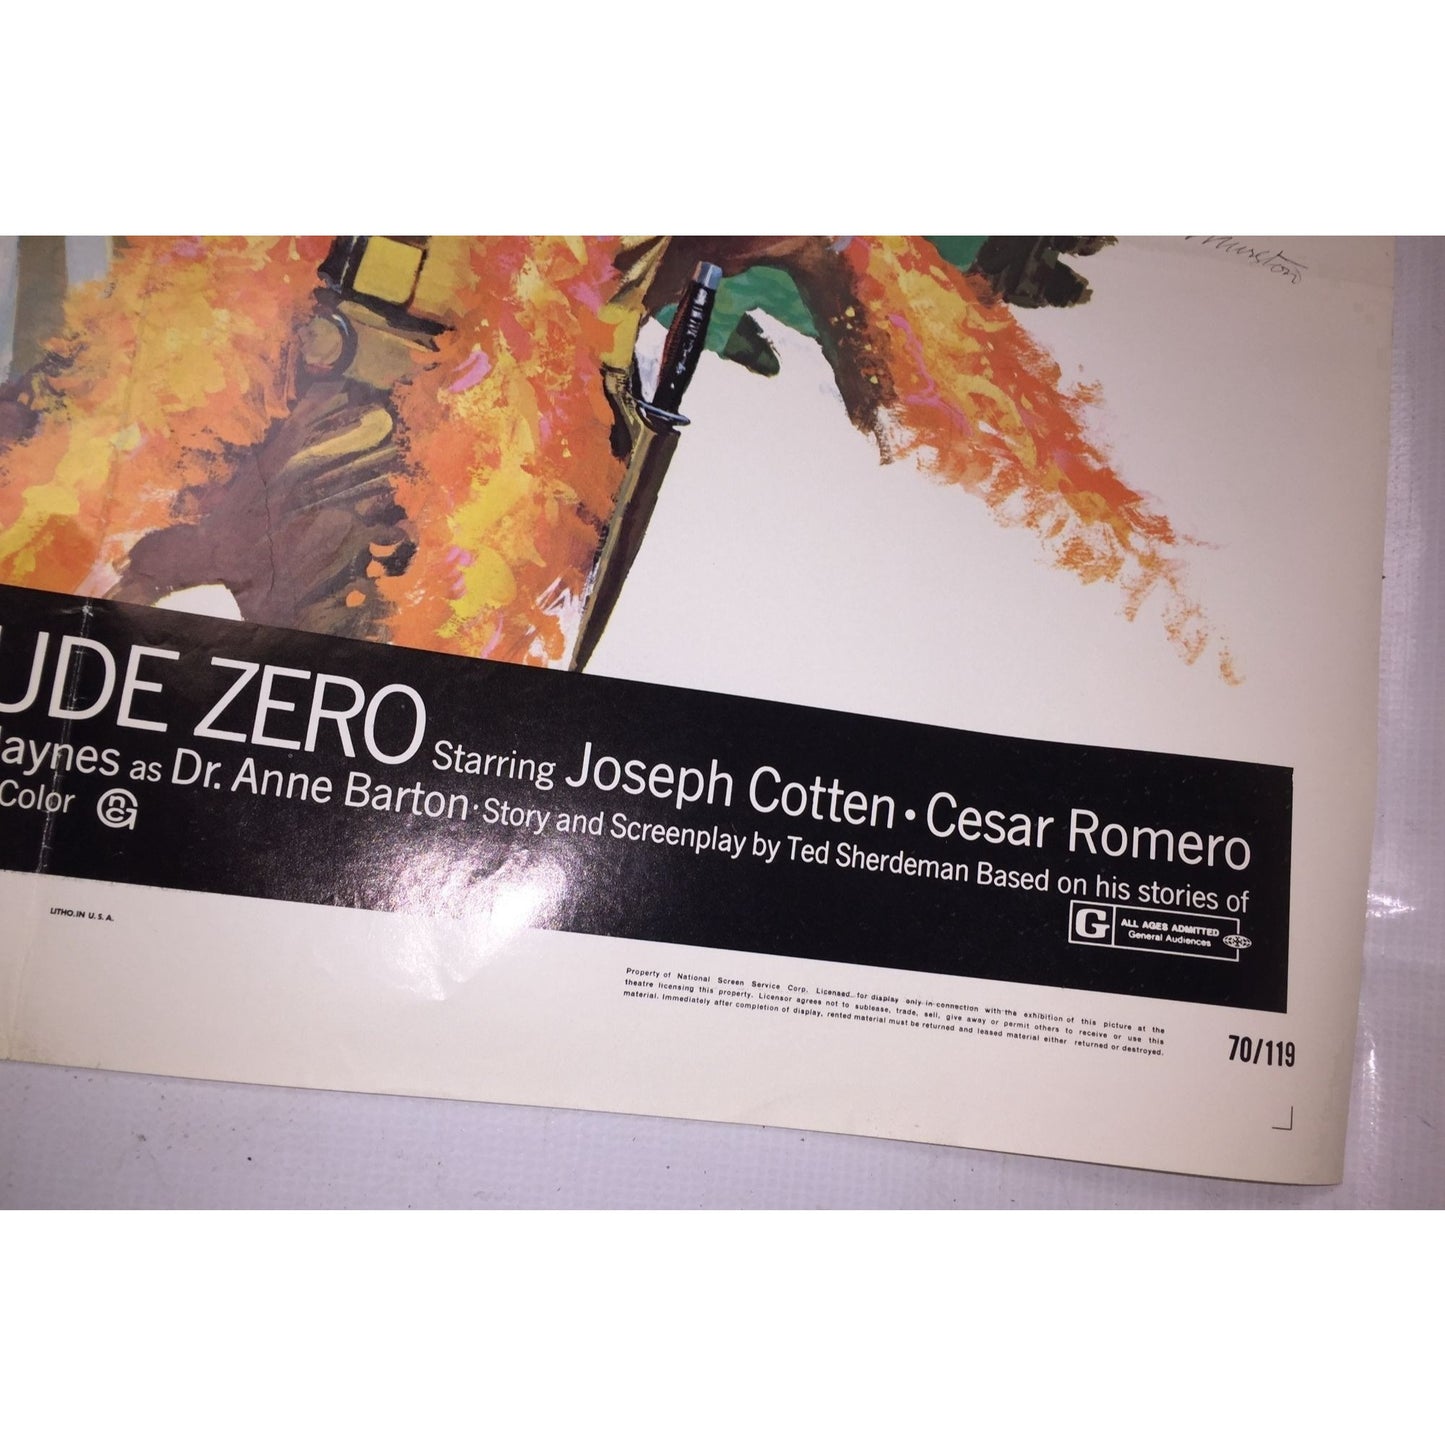 UDE ZERO Starring Joseph Cotten • Cesar Romero
aynes as Dr. Anne Barton · Story and Screenplay by Ted Sherdeman Based on his stories of
Color
G ALL AGES ADMITTED
General Audiences
LITHO. IN U. S. A.
Property of National Screen Service Corp. Licensed for display only in connection with the exhibition of this picture at the
theatre licensing this property. Licensor agrees not to sublease, trade, sell, give away or permit others to receive or use this
material. Immediately after completion of display, rented material must be returned and leased material either returned or destroyed.
70/119